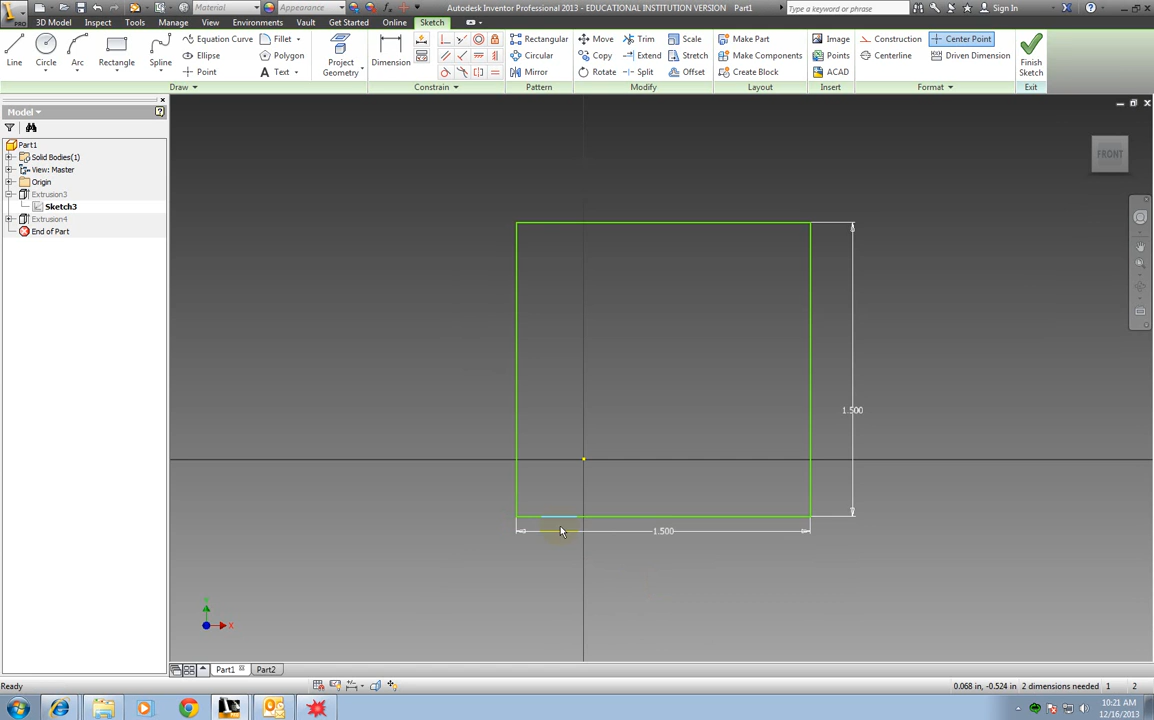 Material
Appearance
Autodesk Inventor Professional 2013 - EDUCATIONAL INSTITUTION VERSION Part1
Type a keyword or phrase
Sign In
PRO
3D Model Inspect Tools Manage View Environments Vault Get Started Online Sketch
Line Circle Arc Rectangle Spline
Equation Curve Fillet
Ellipse Polygon
Point Text
Project Geometry
Dimension
Rectangular
Circular
Mirror
Move Trim Scale
Copy Extend Stretch
Rotate Split Offset
Make Part
Make Components
Create Block
Image
Points
ACAD
Construction Center Point
Centerline Driven Dimension
Finish Sketch
Draw Constrain Pattern Modify Layout Insert Format Exit
Model
Part1
Solid Bodies(1)
View: Master
Origin
Extrusion3
Sketch3
Extrusion4
End of Part
FRONT
1.500
1.500
Y
X
Part1 Part2
Ready
0.068 in, -0.524 in 2 dimensions needed 1 2
10:21 AM
12/16/2013